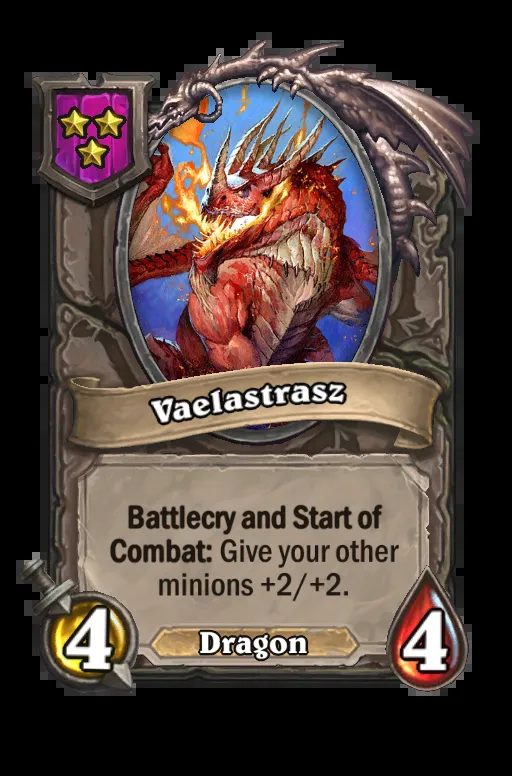 Vaelastrasz
Battlecry and Start of
Combat: Give your other
minions +2/+2.
4
Dragon
4